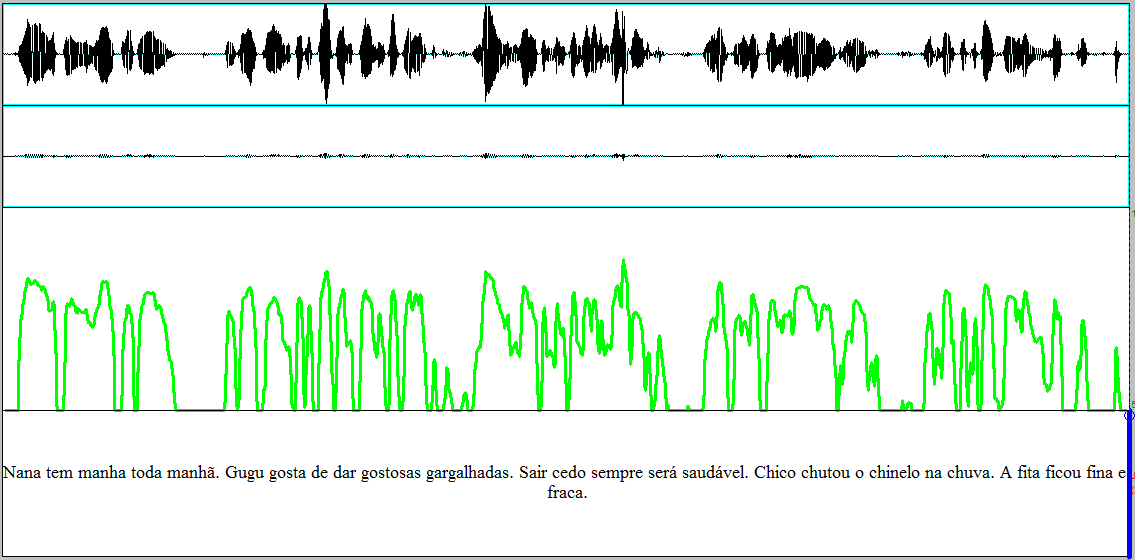 Nana tem manha toda manhã. Gugu gosta de dar gostosas gargalhadas. Sair cedo sempre será saudável. Chico chutou o chinelo na chuva. A fita ficou fina e
fraca.